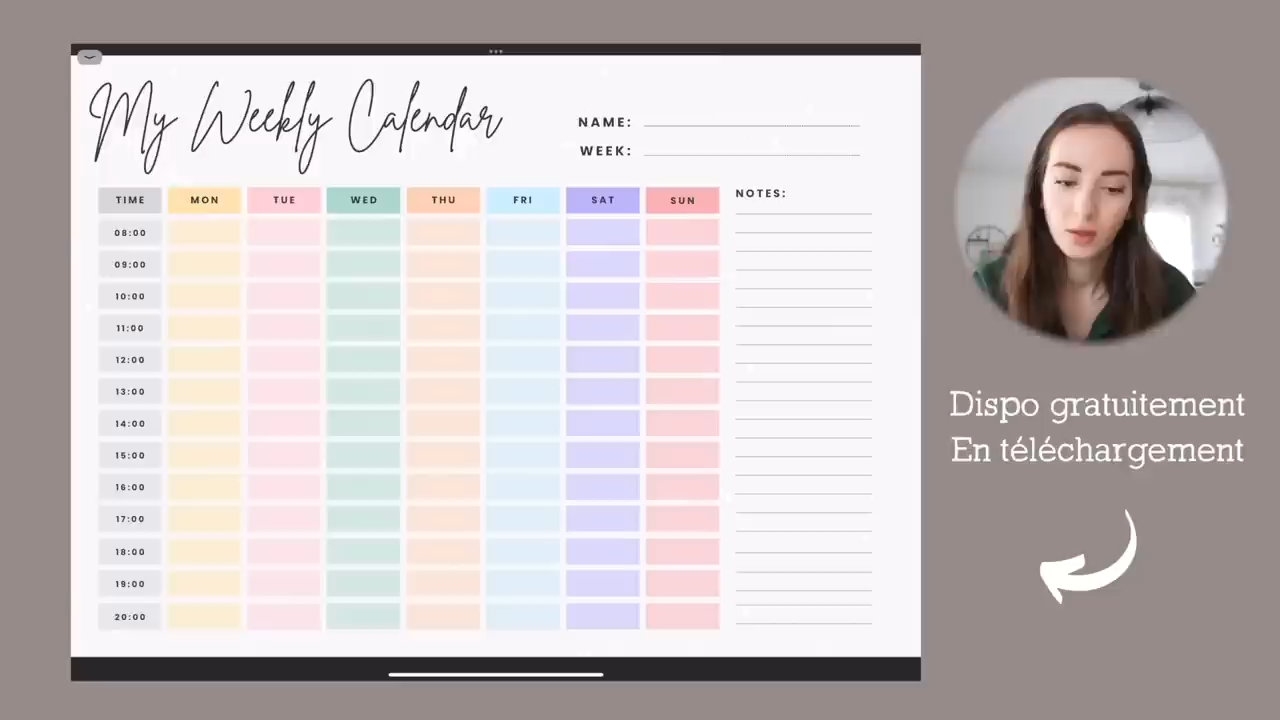 My Weekly Calendar
NAME:
WEEK:
TIME MON TUE WED THU FRI SAT SUN
NOTES:
08:00
09:00
10:00
11:00
12:00
13:00
14:00
15:00
16:00
17:00
18:00
19:00
20:00
Dispo gratuitement
En téléchargement